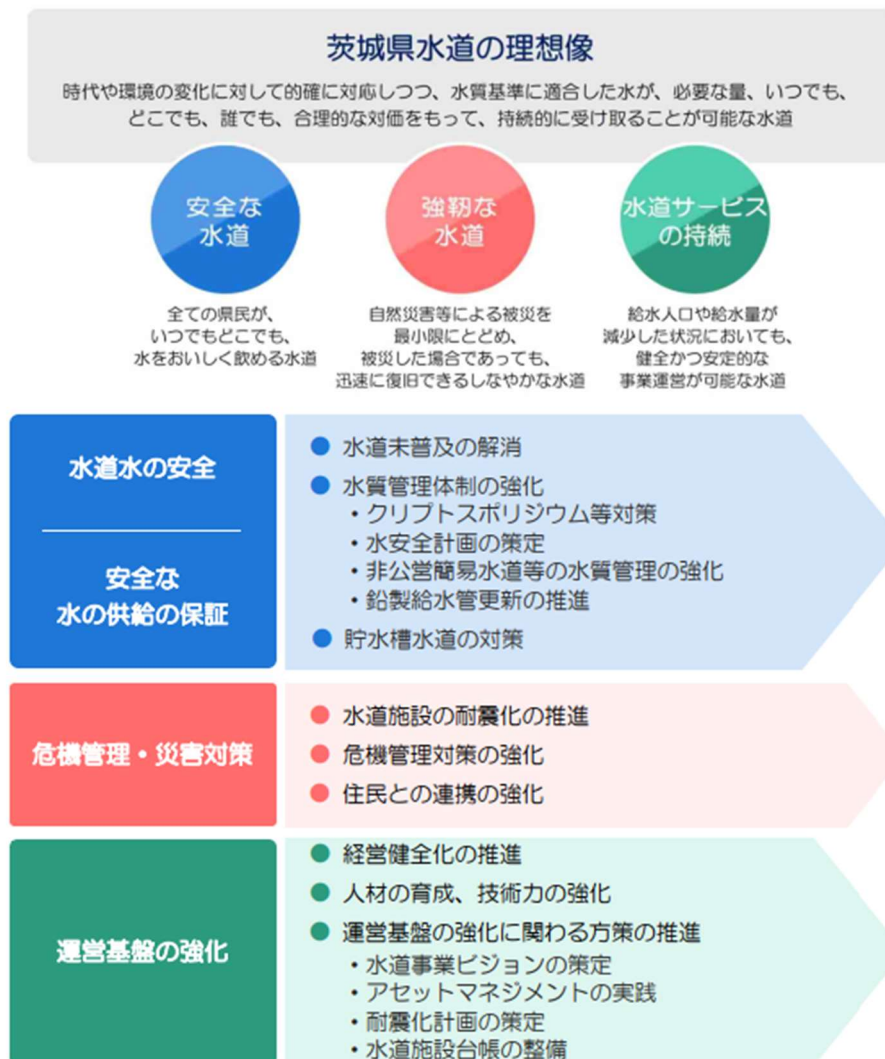 茨城県水道の理想像
時代や環境の変化に対して的確に対応しつつ、水質基準に適合した水が、必要な量、いつでも、
どこでも、誰でも、合理的な対価をもって、持続的に受け取ることが可能な水道
安全な
水道
全ての県民が、
いつでもどこでも、
水をおいしく飲める水道
強靭な
水道
自然災害等による被災を
最小限にとどめ、
被災した場合であっても、
迅速に復旧できるしなやかな水道
水道サービス
の持続
給水人口や給水量が
減少した状況においても、
健全かつ安定的な
事業運営が可能な水道
水道水の安全
安全な
水の供給の保証
● 水道未普及の解消
● 水質管理体制の強化
・クリプトスポリジウム等対策
・水安全計画の策定
・非公営簡易水道等の水質管理の強化
・鉛製給水管更新の推進
● 貯水槽水道の対策
危機管理・災害対策
● 水道施設の耐震化の推進
● 危機管理対策の強化
● 住民との連携の強化
運営基盤の強化
● 経営健全化の推進
● 人材の育成、技術力の強化
● 運営基盤の強化に関わる方策の推進
・水道事業ビジョンの策定
・アセットマネジメントの実践
・耐震化計画の策定
・水道施設台帳の整備